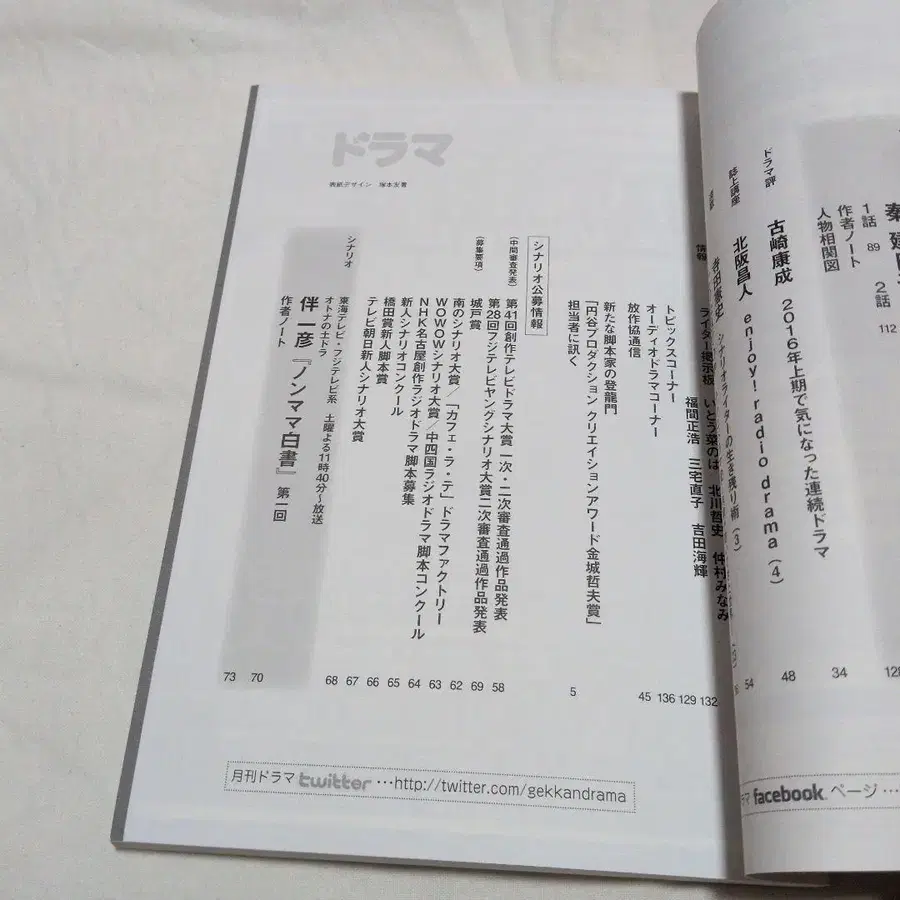 1話 89
2話 112
作者ノート
人物相関図
34
ドラマ評
古崎康成 2016年上期で気になった連続ドラマ
48
誌上講座
北阪昌人 enjoy! radio drama (4)
54
シナリオライターの生き残り術 (3)
facebook ページ…
ドラマ
表紙デザイン 塚本友書
情報
ライター掲示板 いとう菜のは 北川哲史 仲村みなみ
福間正浩 三宅直子 吉田海輝
132
トピックスコーナー
129
オーディオドラマコーナー
136
放作協通信
45
新たな脚本家の登龍門
「円谷プロダクション クリエイションアワード金城哲夫賞」
担当者に訊く
5
シナリオ公募情報
(中間審査発表)
第41回創作テレビドラマ大賞 一次・二次審査通過作品発表
58
第28回フジテレビヤングシナリオ大賞二次審査通過作品発表
69
(募集要項)
城戸賞
62
南のシナリオ大賞/「カフェ・ラ・テ」ドラマファクトリー
63
WOWOWシナリオ大賞/中四国ラジオドラマ脚本コンクール
64
NHK名古屋創作ラジオドラマ脚本募集
65
新人シナリオコンクール
66
橋田賞新人脚本賞
67
テレビ朝日新人シナリオ大賞
68
シナリオ
東海テレビ・フジテレビ系 土曜よる11時40分~放送
オトナの土ドラ
伴 一彦『ノンママ白書』 第一回
70
作者ノート
73
月刊ドラマ twitter …http://twitter.com/gekkandrama